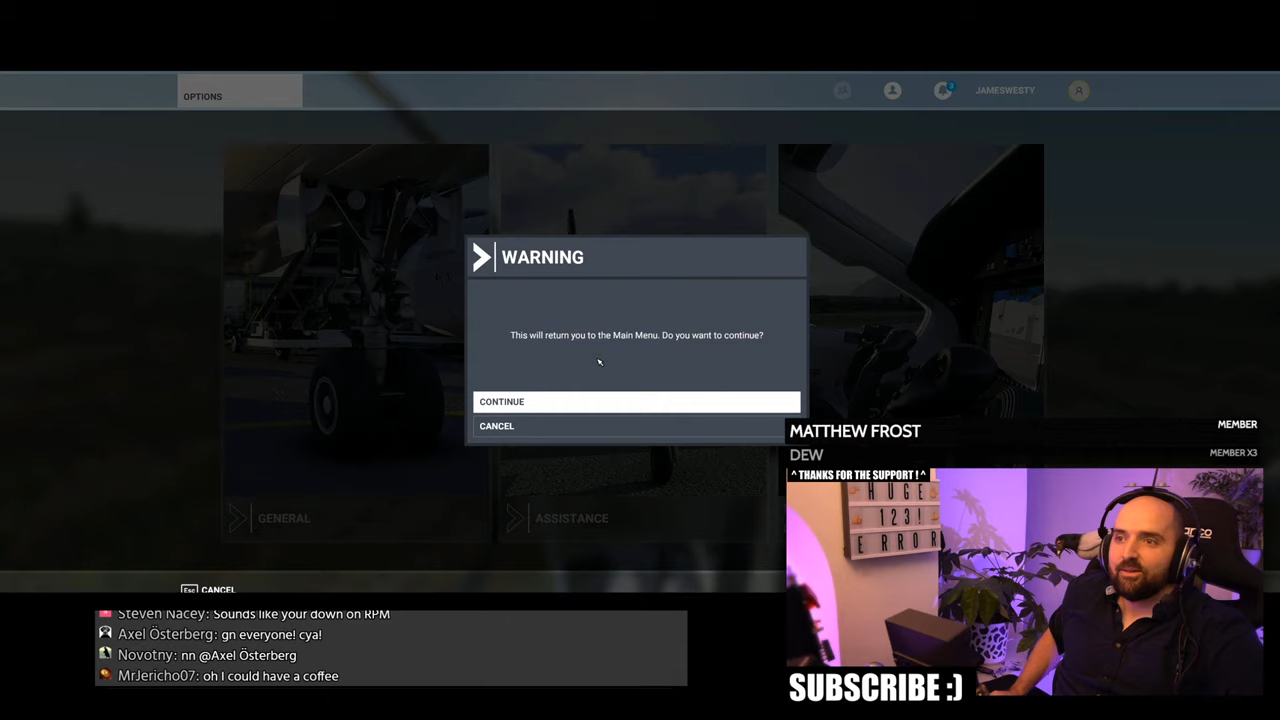 OPTIONS
JAMESWESTY
WARNING
This will return you to the Main Menu. Do you want to continue?
CONTINUE
CANCEL
GENERAL
ASSISTANCE
Esc CANCEL
Steven Nacey: Sounds like your down on RPM
Axel Österberg: gn everyone! cya!
Novotny: nn @Axel Österberg
MrJericho07: oh I could have a coffee
MATTHEW FROST MEMBER
DEW MEMBER X3
^ THANKS FOR THE SUPPORT ! ^
HUGE
123!
ERROR
SUBSCRIBE :)